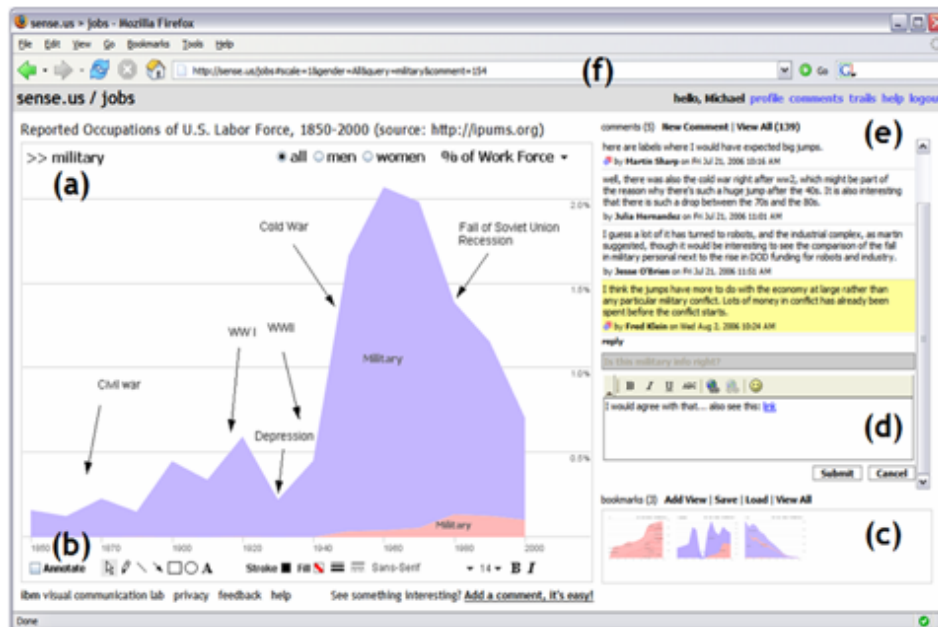 sense.us > jobs - Mozilla Firefox
File Edit View Go Bookmarks Tools Help
http://sense.us/jobs#scale=1&gender=All&query=military&comment=154
(f)
Go
sense.us / jobs
hello, Michael profile comments trails help logout
Reported Occupations of U.S. Labor Force, 1850-2000 (source: http://ipums.org)
>> military
all men women
% of Work Force
(a)
2.0%
1.5%
1.0%
0.5%
Cold War
Fall of Soviet Union
Recession
WW I
WWII
Civil war
Depression
Military
Military
1860 1870 1900 1920 1940 1960 1980 2000
(b)
Annotate
A
Stroke Fill Sans-Serif 14 B I
ibm visual communication lab privacy feedback help
See something interesting? Add a comment, it's easy!
comments (5) New Comment | View All (139)
(e)
here are labels where I would have expected big jumps.
by Martin Sharp on Fri Jul 21, 2006 10:16 AM
well, there was also the cold war right after ww2, which might be part of
the reason why there's such a huge jump after the 40s. It is also interesting
that there is such a drop between the 70s and the 80s.
by Julia Hernandez on Fri Jul 21, 2006 11:01 AM
I guess a lot of it has turned to robots, and the industrial complex, as martin
suggested, though it would be interesting to see the comparison of the fall
in military personal next to the rise in DOD funding for robots and industry.
by Jesse O'Brien on Fri Jul 21, 2006 11:51 AM
I think the jumps have more to do with the economy at large rather than
any particular military conflict. Lots of money in conflict has already been
spent before the conflict starts.
by Fred Klein on Wed Aug 2, 2006 10:24 AM
reply
Is this military info right?
B I U ABC
I would agree with that... also see this: link
(d)
Submit Cancel
bookmarks (3) Add View | Save | Load | View All
(c)
Done